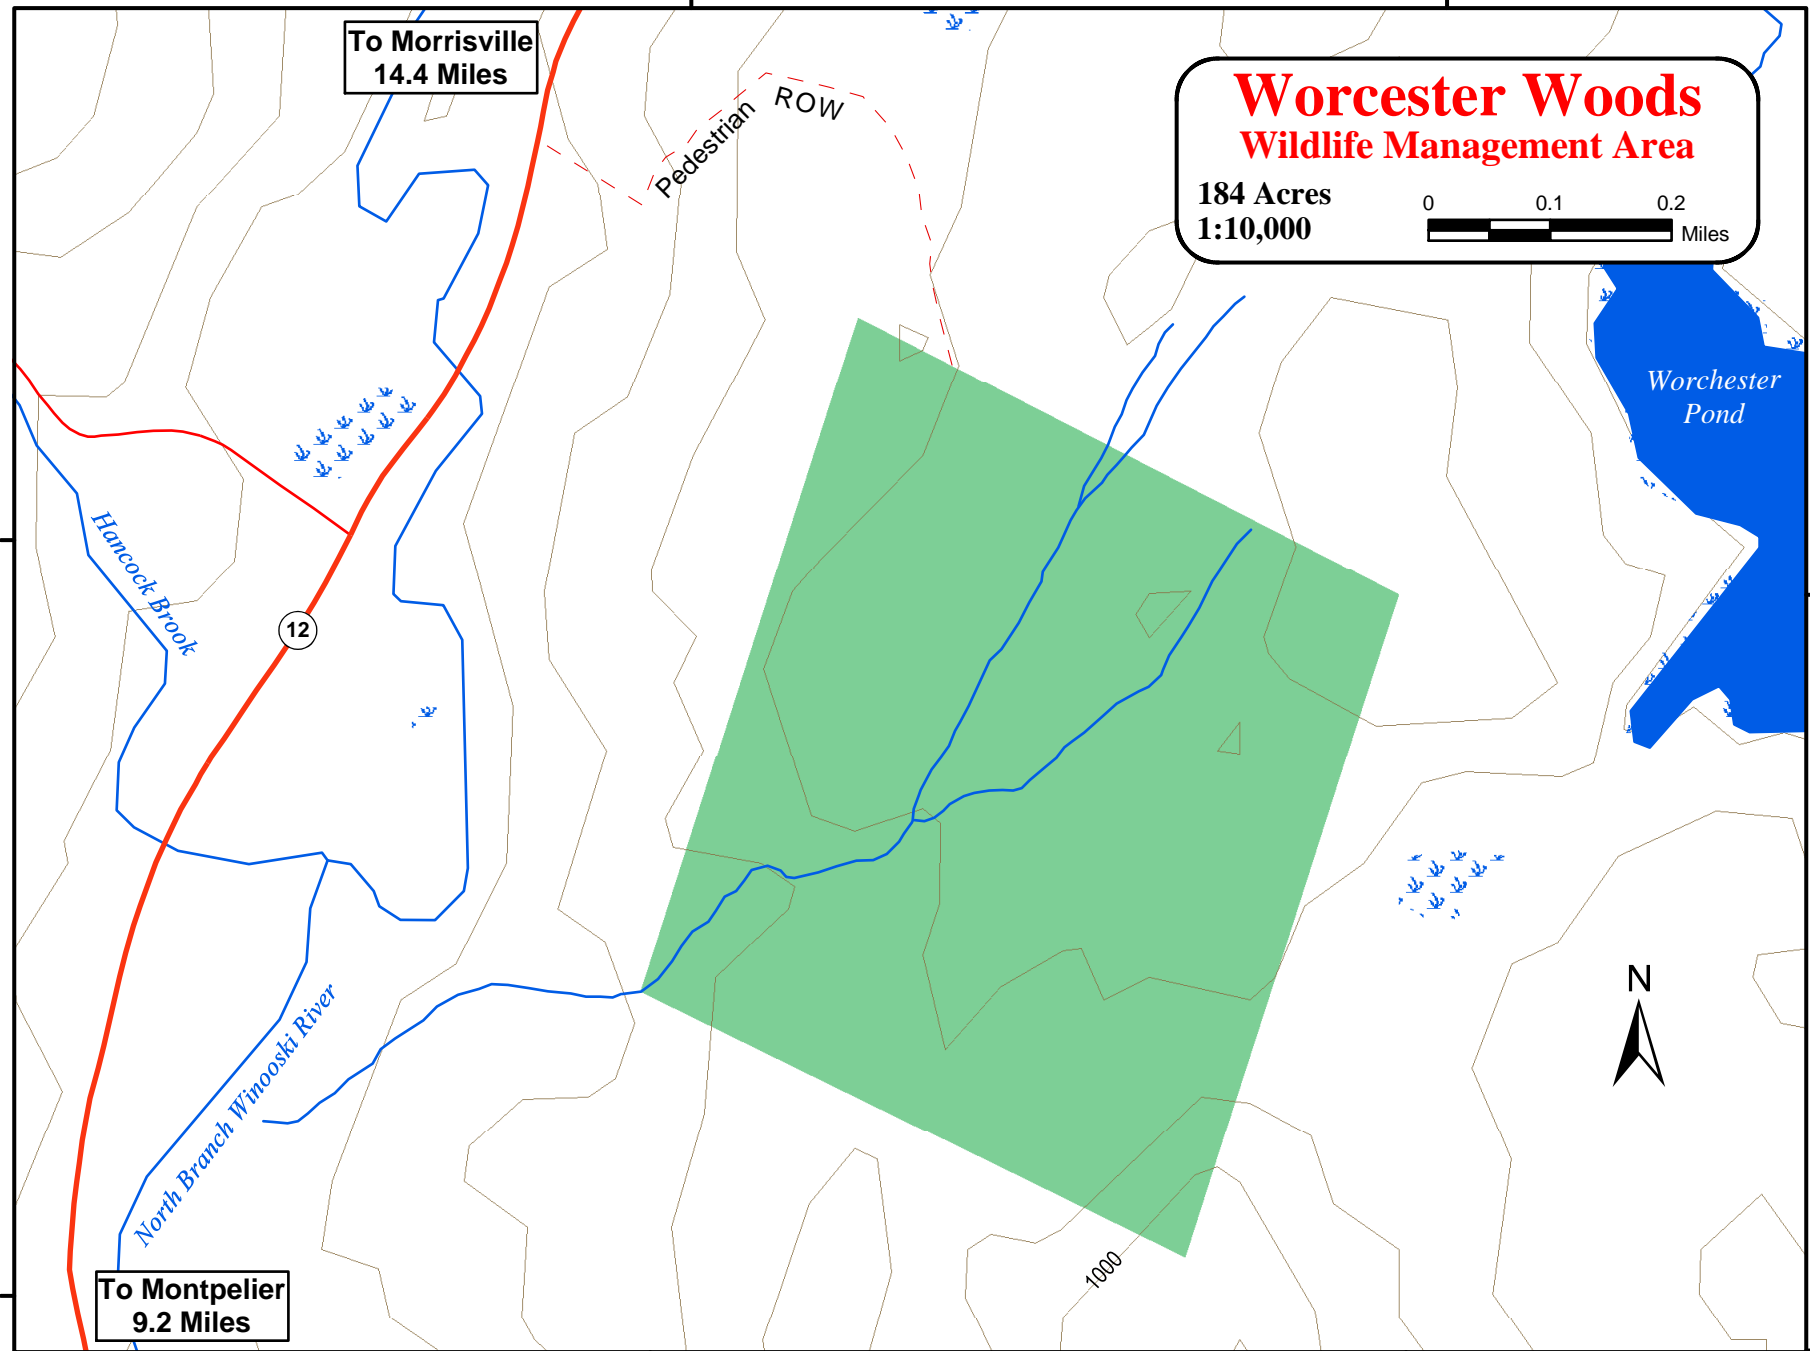 To Morrisville
14.4 Miles
Pedestrian ROW
Worcester Woods
Wildlife Management Area
184 Acres
1:10,000
0 0.1 0.2
Miles
Worchester
Pond
Hancock Brook
12
N
North Branch Winooski River
1000
To Montpelier
9.2 Miles